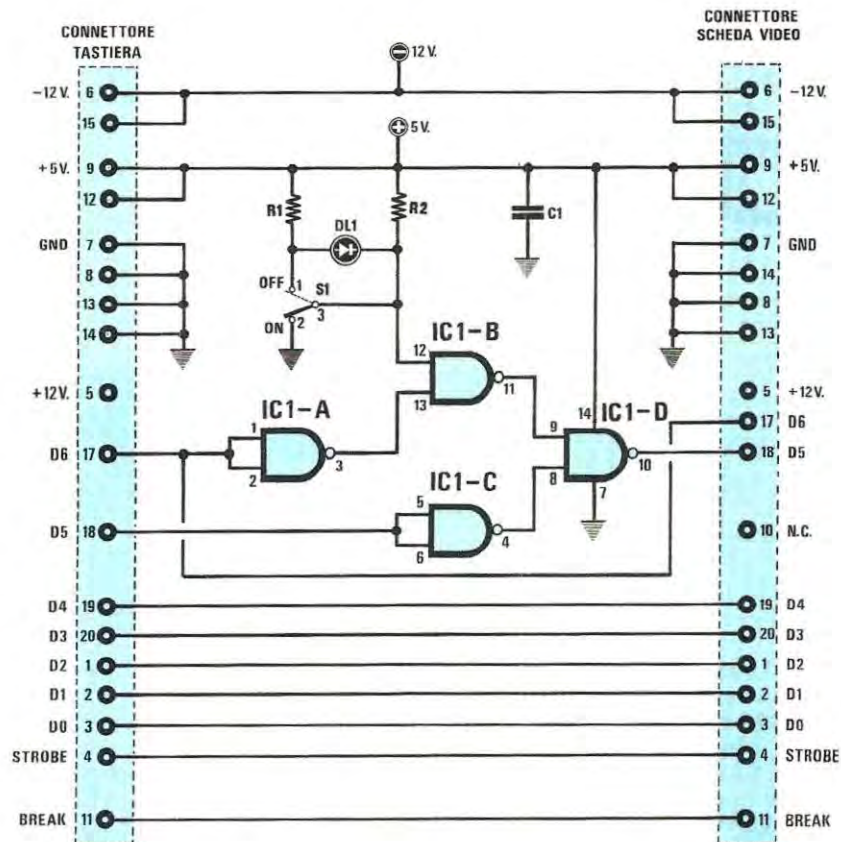 CONNETTORE
TASTIERA
CONNETTORE
SCHEDA VIDEO
12 V.
-12 V. 6
15
6 -12 V.
15
5 V.
+5V. 9
12
9 +5V.
12
R1
R2
C1
DL1
GND 7
8
13
14
7 GND
14
8
13
OFF 1
S1
3
ON 2
IC1-B
12
13
11
+12V. 5
5 +12V.
IC1-A
1
2
3
14
IC1-D
9
8
10
7
17 D6
D6 17
18 D5
IC1-C
5
6
4
D5 18
10 N.C.
D4 19
19 D4
D3 20
20 D3
D2 1
1 D2
D1 2
2 D1
D0 3
3 D0
STROBE 4
4 STROBE
BREAK 11
11 BREAK